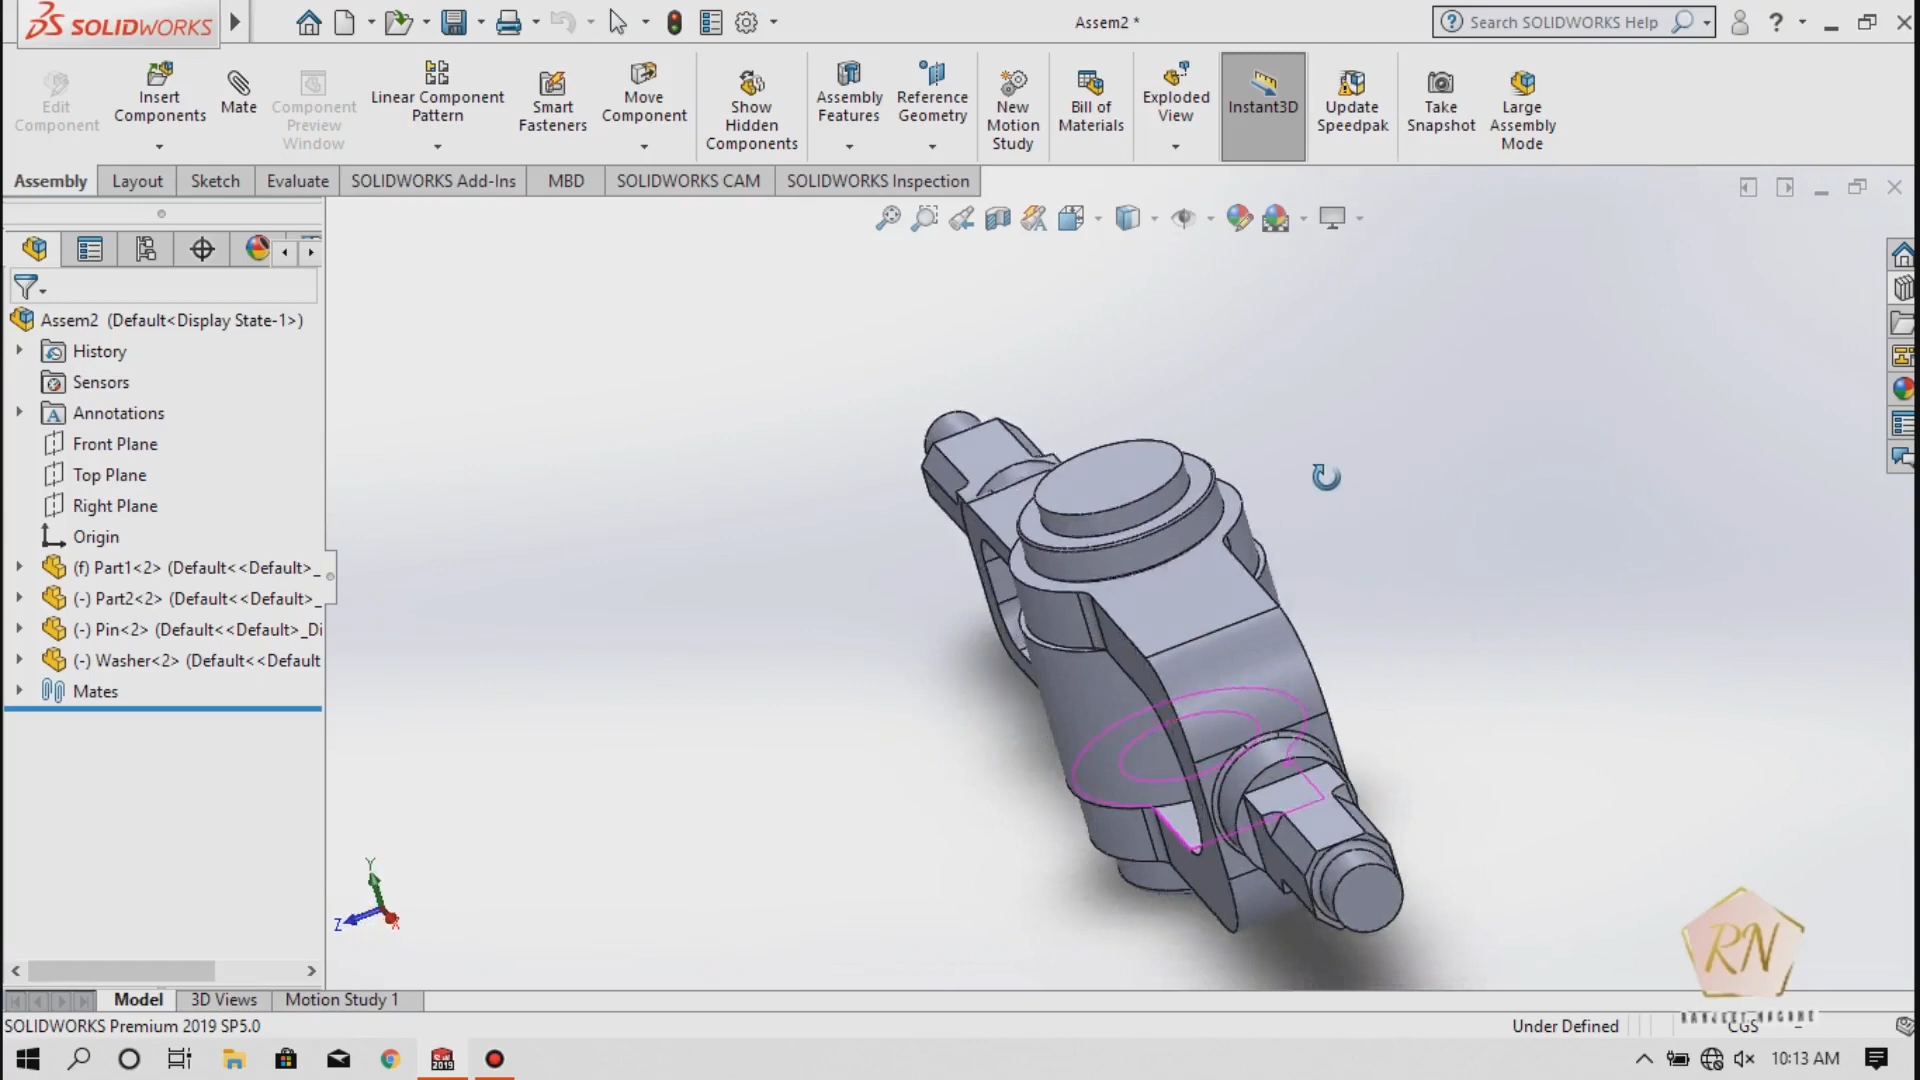 SOLIDWORKS
Assem2 *
Search SOLIDWORKS Help
Edit Component
Insert Components
Mate
Component Preview Window
Linear Component Pattern
Smart Fasteners
Move Component
Show Hidden Components
Assembly Features
Reference Geometry
New Motion Study
Bill of Materials
Exploded View
Instant3D
Update Speedpak
Take Snapshot
Large Assembly Mode
Assembly
Layout
Sketch
Evaluate
SOLIDWORKS Add-Ins
MBD
SOLIDWORKS CAM
SOLIDWORKS Inspection
Assem2 (Default<Display State-1>)
History
Sensors
Annotations
Front Plane
Top Plane
Right Plane
Origin
(f) Part1<2> (Default<<Default>_
(-) Part2<2> (Default<<Default>_
(-) Pin<2> (Default<<Default>_Di
(-) Washer<2> (Default<<Default
Mates
Y
Z
X
RN
Model
3D Views
Motion Study 1
SOLIDWORKS Premium 2019 SP5.0
Under Defined
CGS
10:13 AM